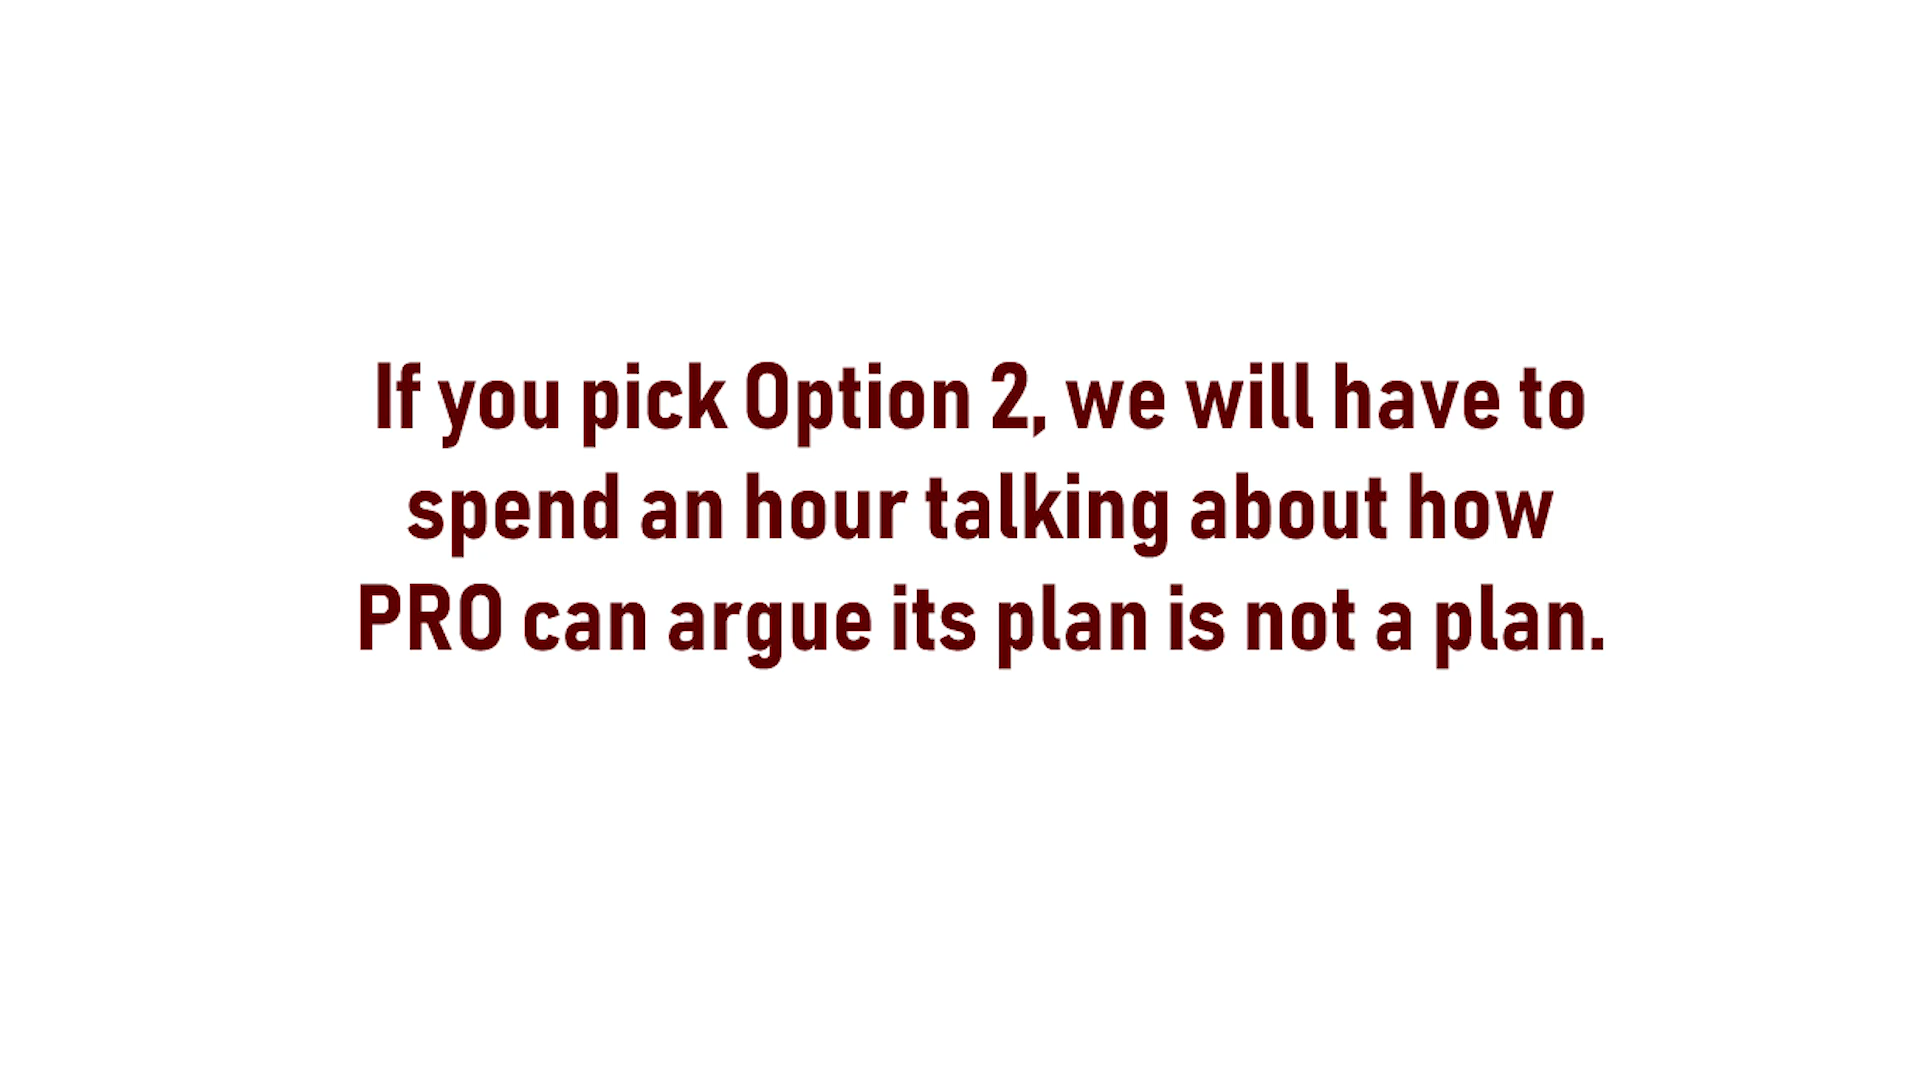 If you pick Option 2, we will have to
spend an hour talking about how
PRO can argue its plan is not a plan.